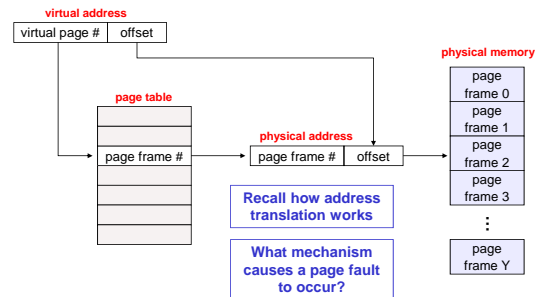 virtual address
virtual page #
offset
physical memory
page
frame 0
page
frame 1
page
frame 2
page
frame 3
⋮
page
frame Y
page table
page frame #
physical address
page frame #
offset
Recall how address
translation works
What mechanism
causes a page fault
to occur?